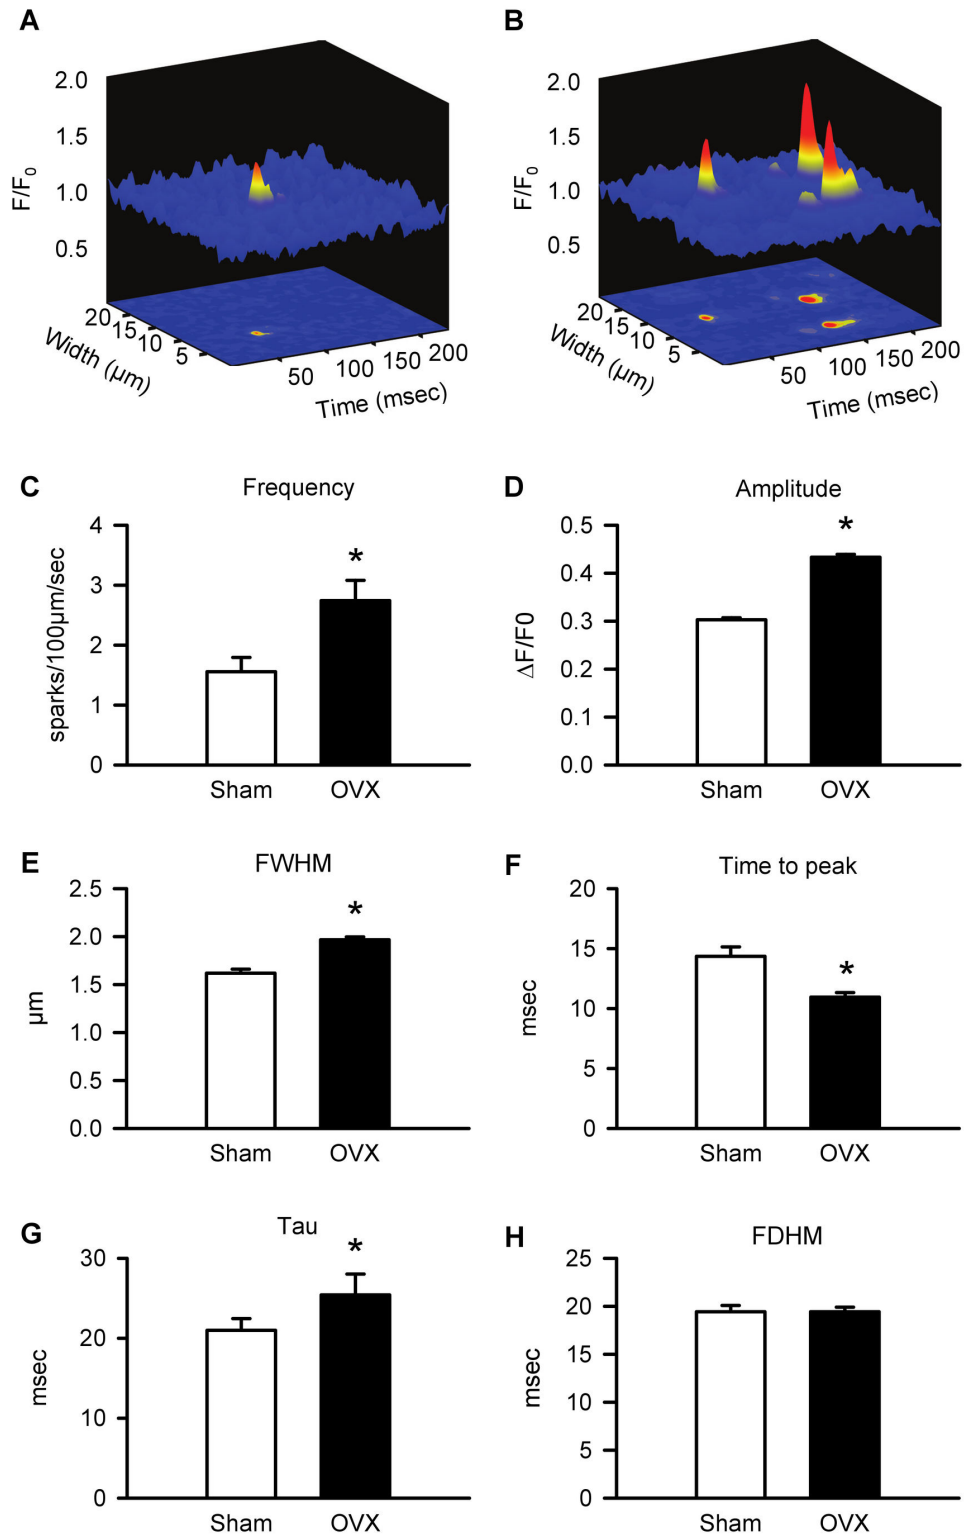 A
B
2.0
1.5
1.0
0.5
F/F0
20
15
10
5
Width (µm)
50
100
150
200
Time (msec)
2.0
1.5
1.0
0.5
F/F0
20
15
10
5
Width (µm)
50
100
150
200
Time (msec)
C
Frequency
4
3
2
1
0
sparks/100µm/sec
*
Sham
OVX
D
Amplitude
0.5
0.4
0.3
0.2
0.1
0.0
ΔF/F0
*
Sham
OVX
E
FWHM
2.5
2.0
1.5
1.0
0.5
0.0
µm
*
Sham
OVX
F
Time to peak
20
15
10
5
0
msec
*
Sham
OVX
G
Tau
30
20
10
0
msec
*
Sham
OVX
H
FDHM
25
20
15
10
5
0
msec
Sham
OVX